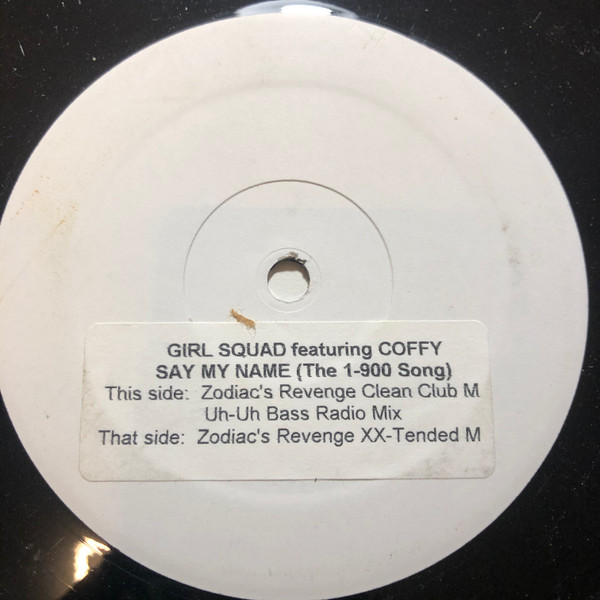 GIRL SQUAD featuring COFFY
SAY MY NAME (The 1-900 Song)
This side: Zodiac's Revenge Clean Club M
Uh-Uh Bass Radio Mix
That side: Zodiac's Revenge XX-Tended M